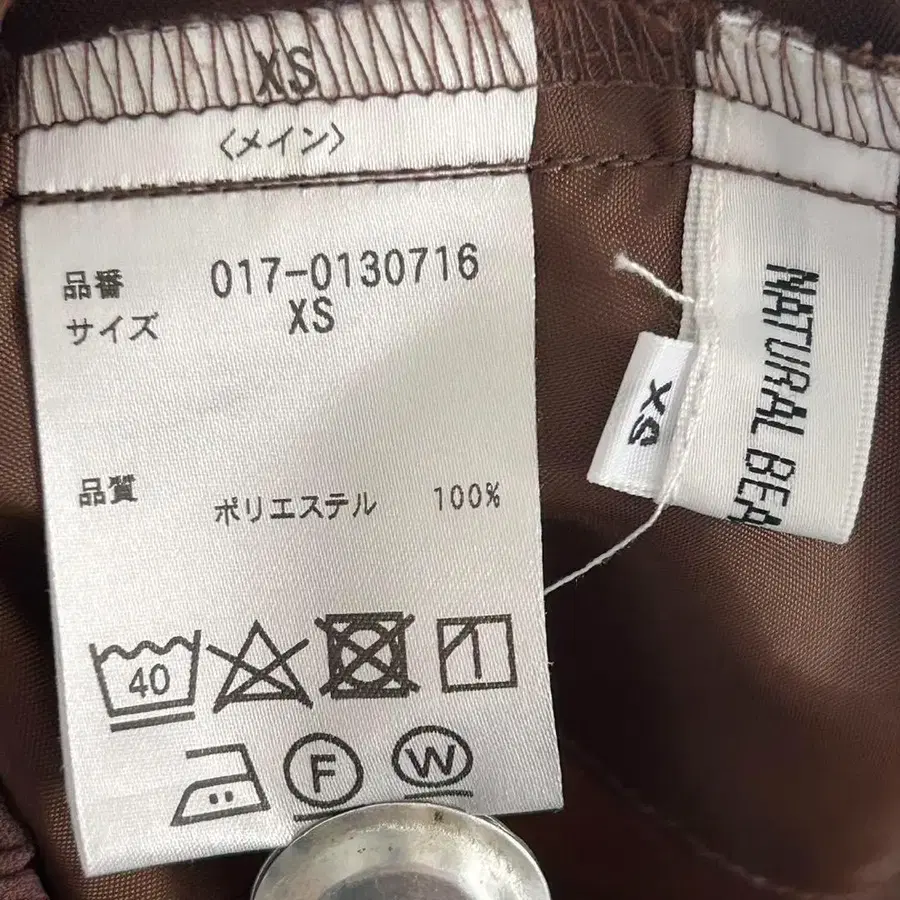 XS
〈メイン〉
品番 017-0130716
サイズ XS
品質 ポリエステル 100%
40
F
W
XS
NATURAL BEA